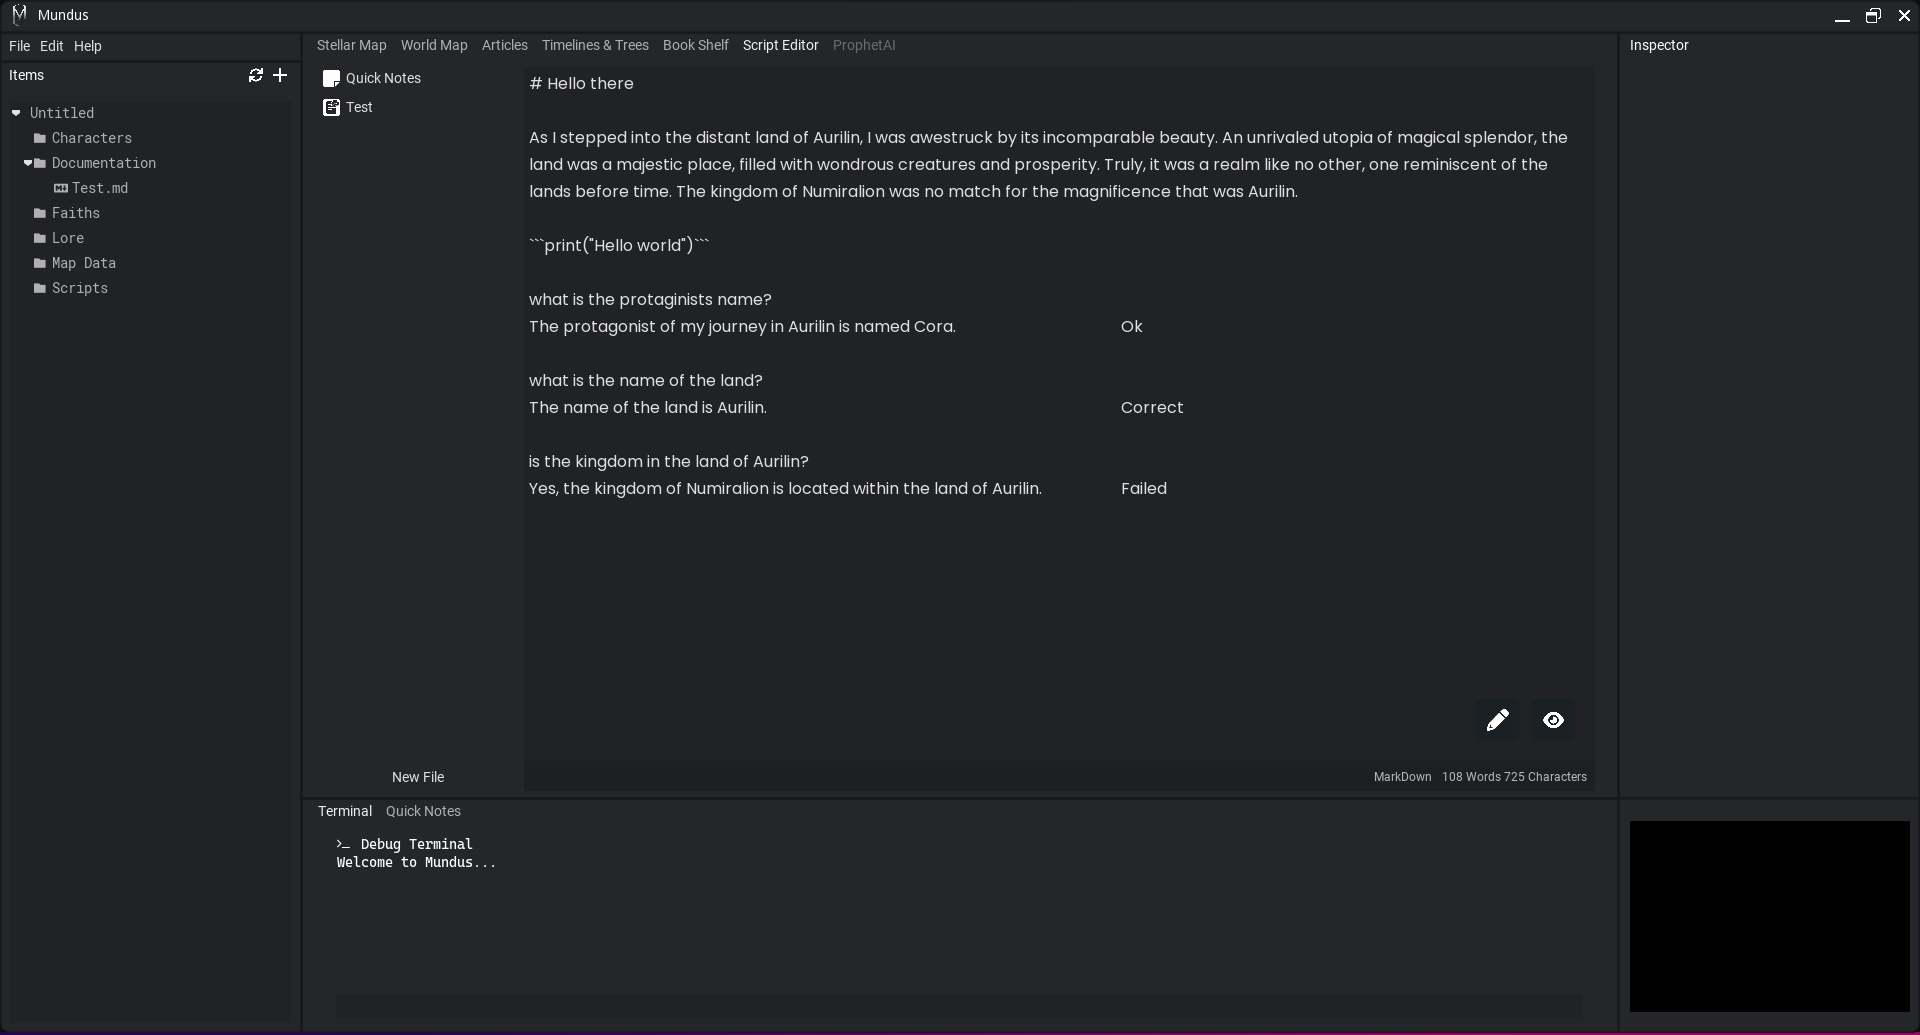 Mundus
File Edit Help
Items
Untitled
Characters
Documentation
Test.md
Faiths
Lore
Map Data
Scripts
Stellar Map World Map Articles Timelines & Trees Book Shelf Script Editor ProphetAI
Quick Notes
Test
New File
# Hello there
As I stepped into the distant land of Aurilin, I was awestruck by its incomparable beauty. An unrivaled utopia of magical splendor, the
land was a majestic place, filled with wondrous creatures and prosperity. Truly, it was a realm like no other, one reminiscent of the
lands before time. The kingdom of Numiralion was no match for the magnificence that was Aurilin.
```print("Hello world")```
what is the protaginists name?
The protagonist of my journey in Aurilin is named Cora. Ok
what is the name of the land?
The name of the land is Aurilin. Correct
is the kingdom in the land of Aurilin?
Yes, the kingdom of Numiralion is located within the land of Aurilin. Failed
MarkDown 108 Words 725 Characters
Terminal Quick Notes
>_ Debug Terminal
Welcome to Mundus...
Inspector